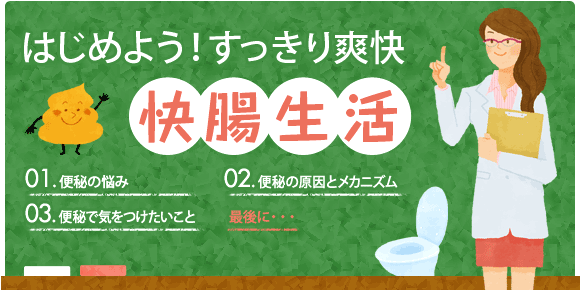 はじめよう！すっきり爽快
快腸生活
01. 便秘の悩み
02. 便秘の原因とメカニズム
03. 便秘で気をつけたいこと
最後に・・・